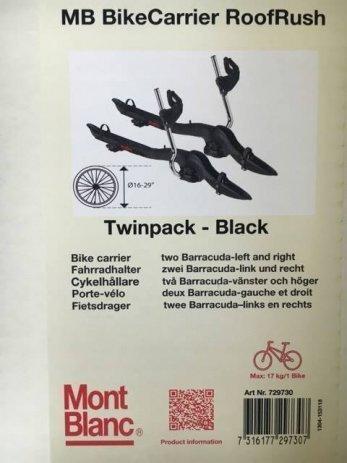 MB BikeCarrier RoofRush
Ø16-29"
Twinpack - Black
Bike carrier two Barracuda-left and right
Fahrradhalter zwei Barracuda-link und recht
Cykelhållare två Barracuda-vänster och höger
Porte-vélo deux Barracuda-gauche et droit
Fietsdrager twee Barracuda–links en rechts
Max: 17 kg/1 Bike
Art Nr. 729730
Mont
Blanc®
Product information
7 316177 297307
1304-153118